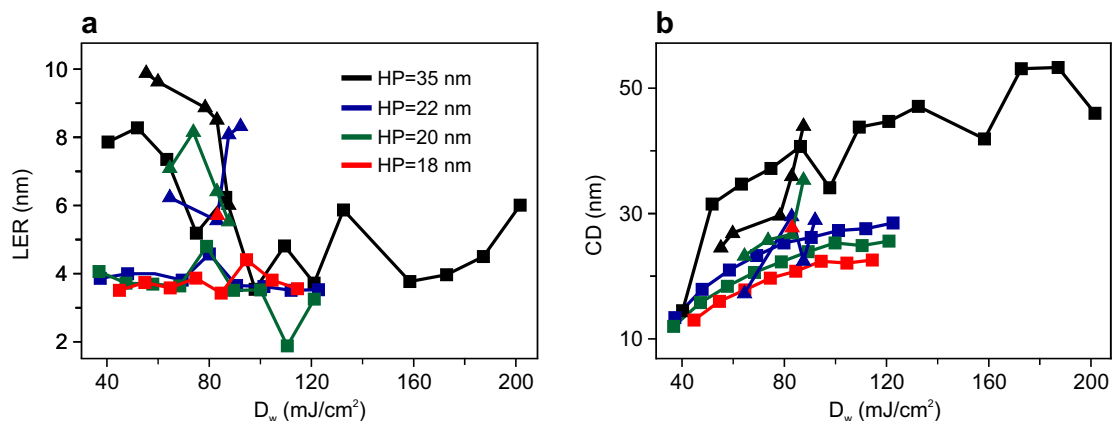 a
10
8
6
4
2
LER (nm)
HP=35 nm
HP=22 nm
HP=20 nm
HP=18 nm
40 80 120 160 200
D_w (mJ/cm²)
b
50
30
10
CD (nm)
40 80 120 160 200
D_w (mJ/cm²)